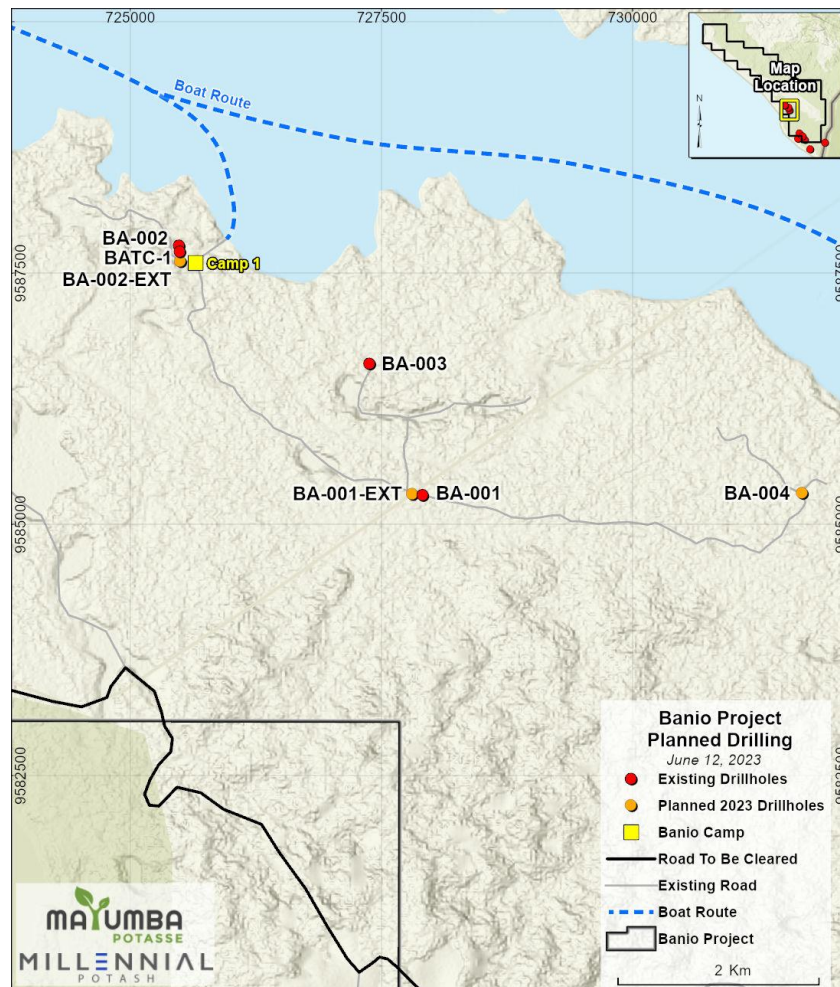 725000
727500
730000
Boat Route
Map
Location
N
BA-002
BATC-1
BA-002-EXT
Camp 1
9587500
9587500
BA-003
BA-001-EXT
BA-001
BA-004
9585000
9585000
9582500
9582500
Banio Project
Planned Drilling
June 12, 2023
Existing Drillholes
Planned 2023 Drillholes
Banio Camp
Road To Be Cleared
Existing Road
Boat Route
Banio Project
2 Km
MAYUMBA
POTASSE
MILLENNIAL
POTASH